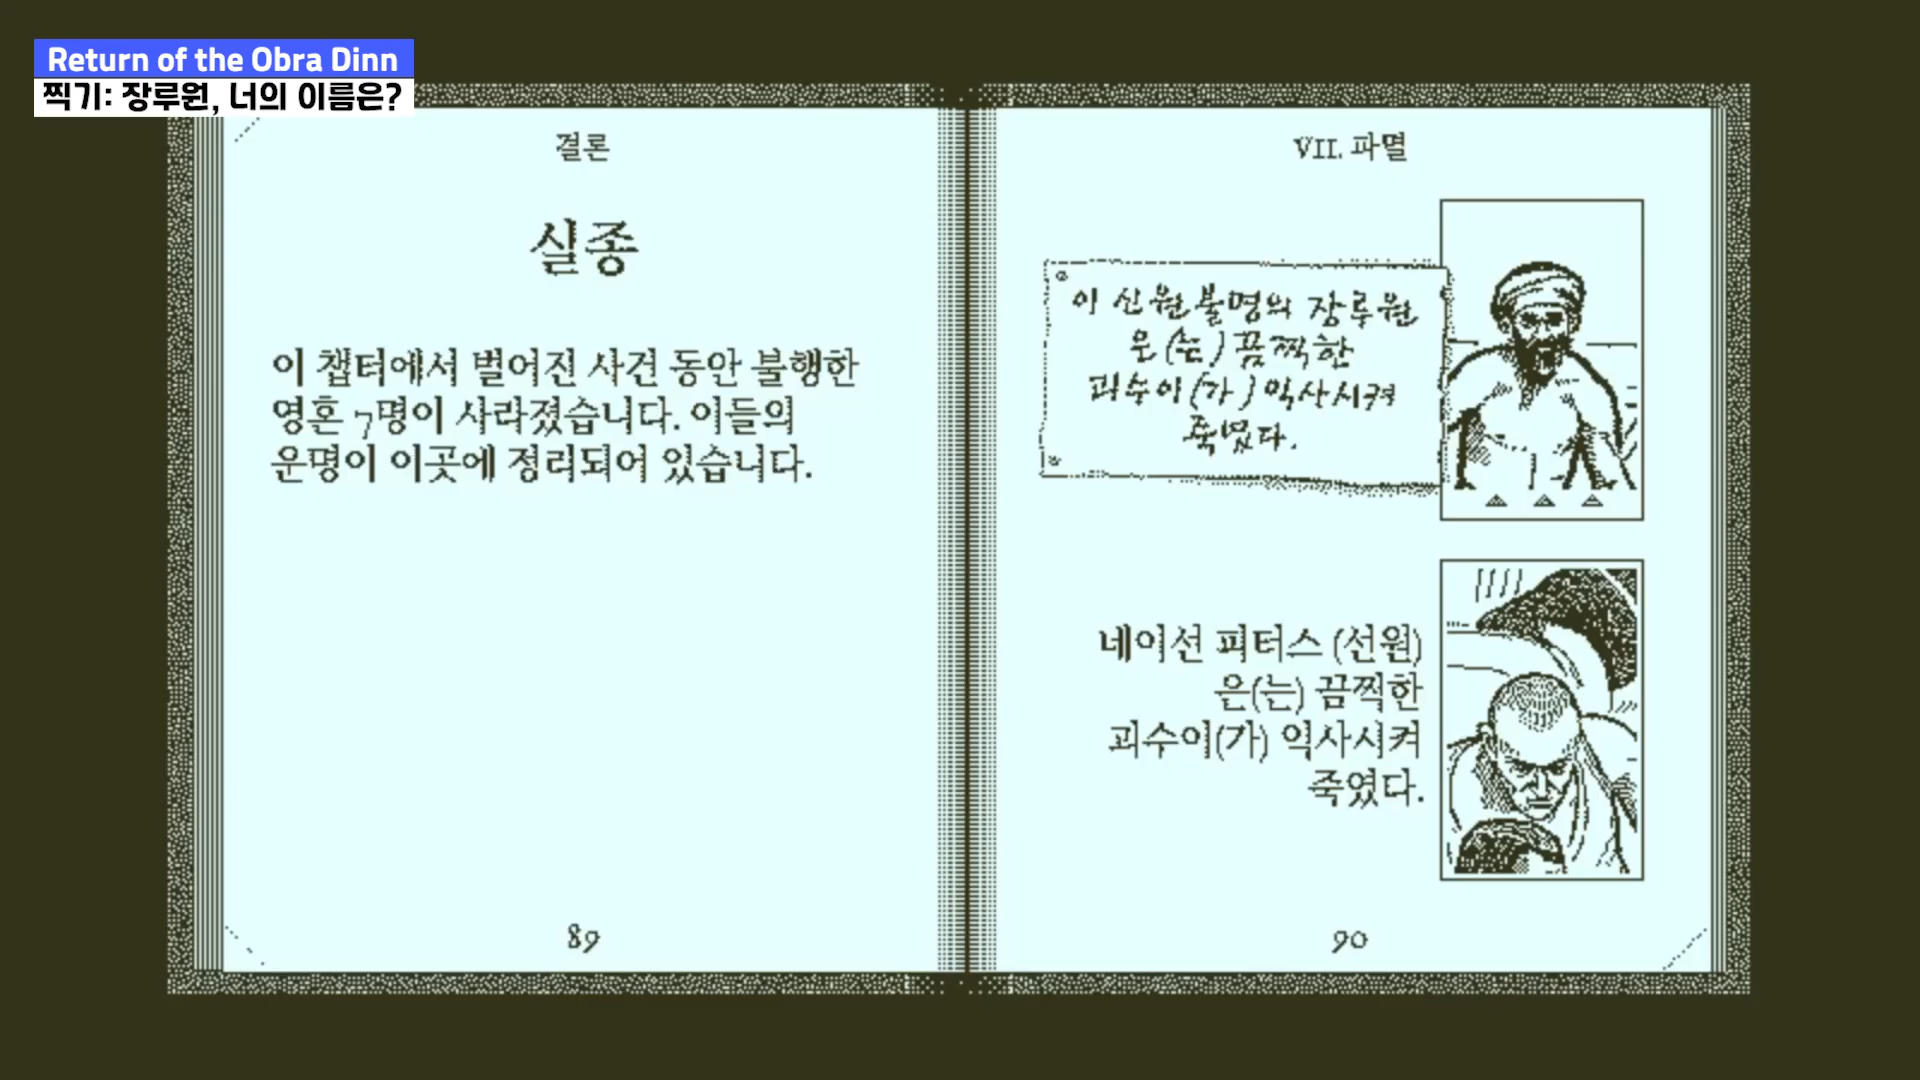 Return of the Obra Dinn
찍기: 장루원, 너의 이름은?
결론
실종
이 챕터에서 벌어진 사건 동안 불행한
영혼 7명이 사라졌습니다. 이들의
운명이 이곳에 정리되어 있습니다.
89
VII. 파멸
이 신원불명의 장루원
은(는) 끔찍한
괴수이(가) 익사시켜
죽였다.
네이선 피터스 (선원)
은(는) 끔찍한
괴수이(가) 익사시켜
죽였다.
90